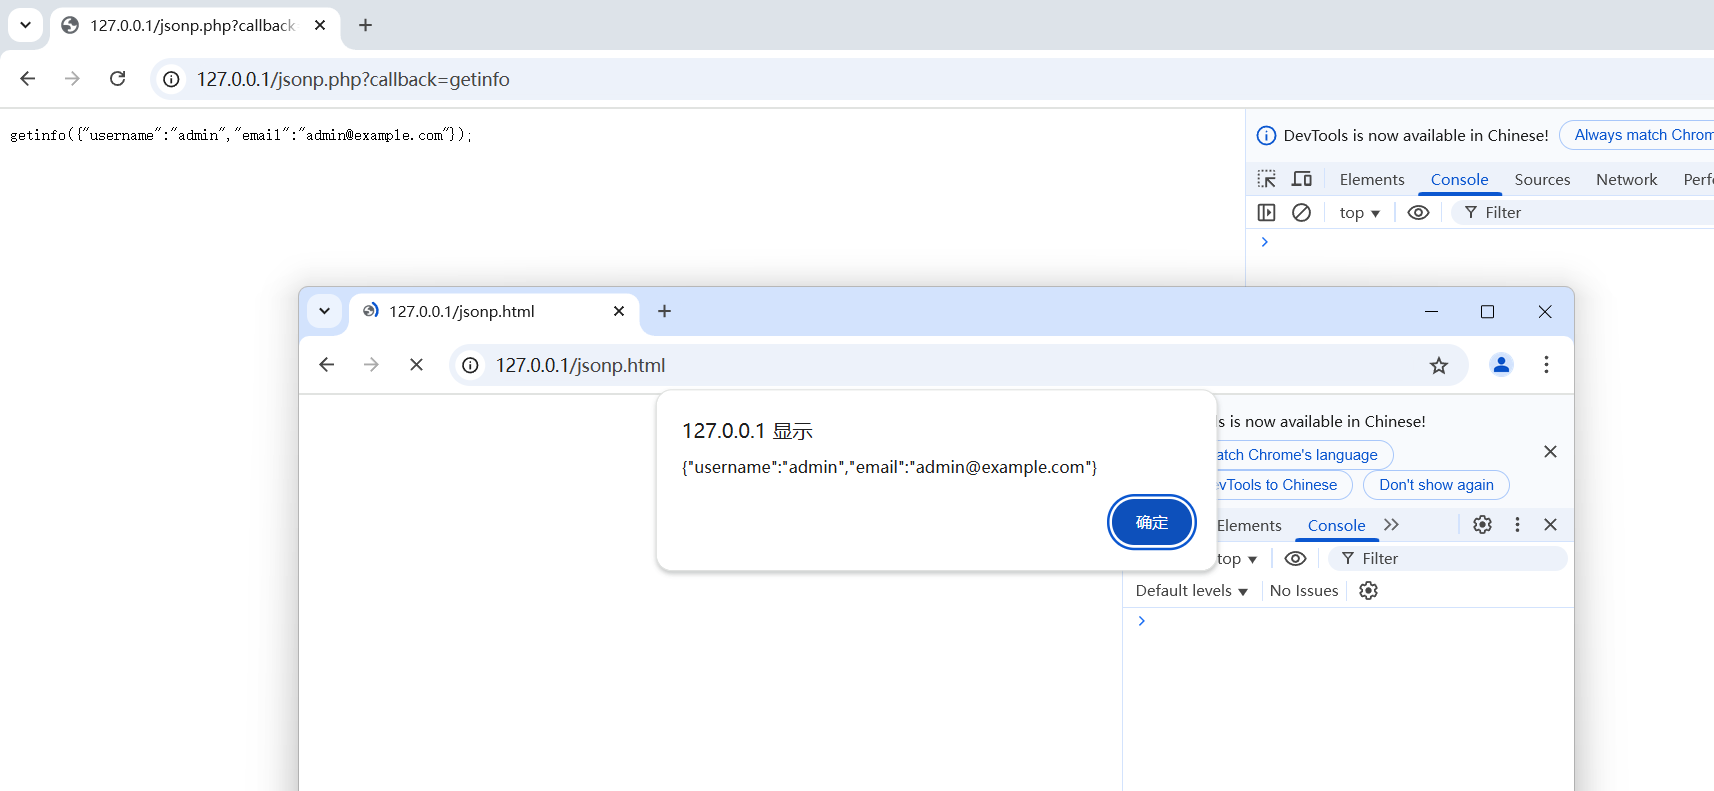 127.0.0.1/jsonp.php?callback
127.0.0.1/jsonp.php?callback=getinfo
getinfo({"username":"admin","email":"admin@example.com"});
DevTools is now available in Chinese!
Always match Chrom
Elements Console Sources Network Perf
top Filter
127.0.0.1/jsonp.html
127.0.0.1/jsonp.html
127.0.0.1 显示
{"username":"admin","email":"admin@example.com"}
确定
ls is now available in Chinese!
atch Chrome's language
evTools to Chinese Don't show again
Elements Console
top Filter
Default levels No Issues